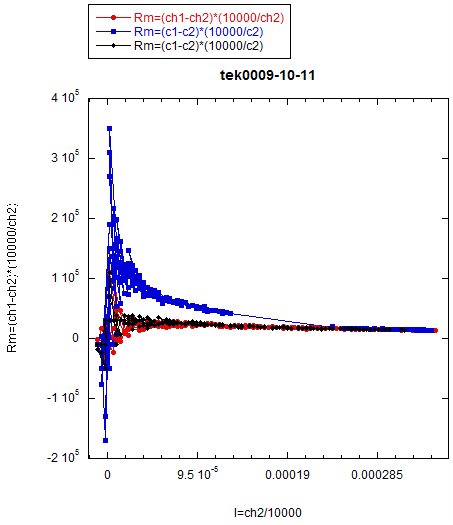 Rm=(ch1-ch2)*(10000/ch2)
Rm=(c1-c2)*(10000/c2)
Rm=(c1-c2)*(10000/c2)
tek0009-10-11
4 10⁵
3 10⁵
2 10⁵
1 10⁵
0
-1 10⁵
-2 10⁵
Rm=(ch1-ch2)*(10000/ch2)
0
9.5 10⁻⁵
0.00019
0.000285
I=ch2/10000